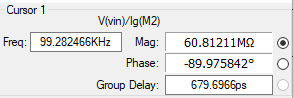 Cursor 1
V(vin)/Ig(M2)
Freq: 99.282466KHz Mag: 60.81211MΩ
Phase: -89.975842°
Group Delay: 679.6966ps